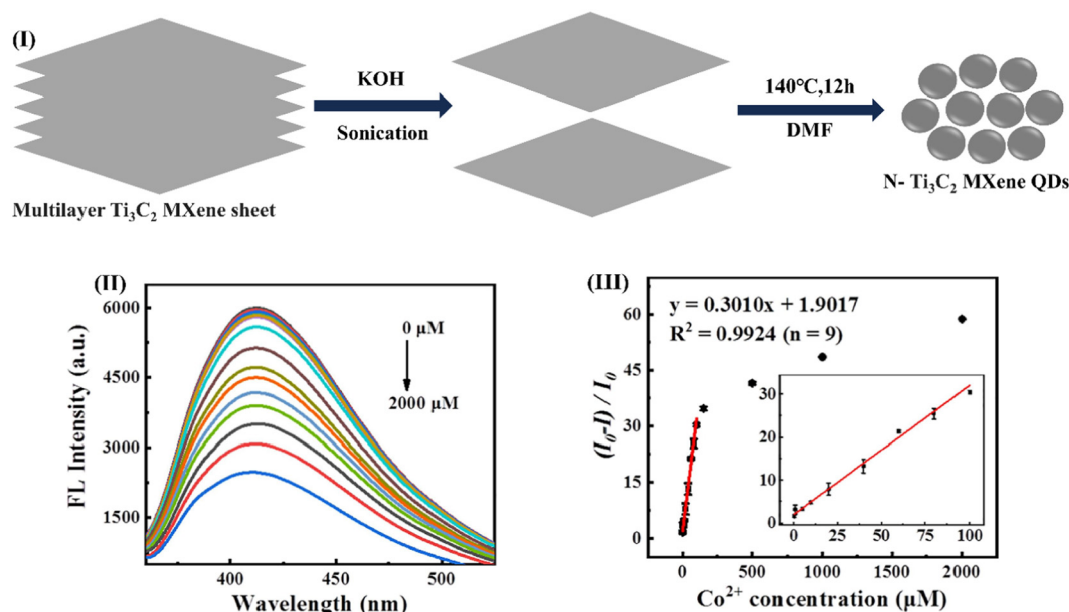 (I)
KOH
Sonication
140°C,12h
DMF
Multilayer Ti₃C₂ MXene sheet
N- Ti₃C₂ MXene QDs
(II)
FL Intensity (a.u.)
6000
4500
3000
1500
0 μM
2000 μM
400
450
500
Wavelength (nm)
(III)
(I₀-I) / I₀
60
45
30
15
0
y = 0.3010x + 1.9017
R² = 0.9924 (n = 9)
30
20
10
0
0 25 50 75 100
0 500 1000 1500 2000
Co²⁺ concentration (μM)